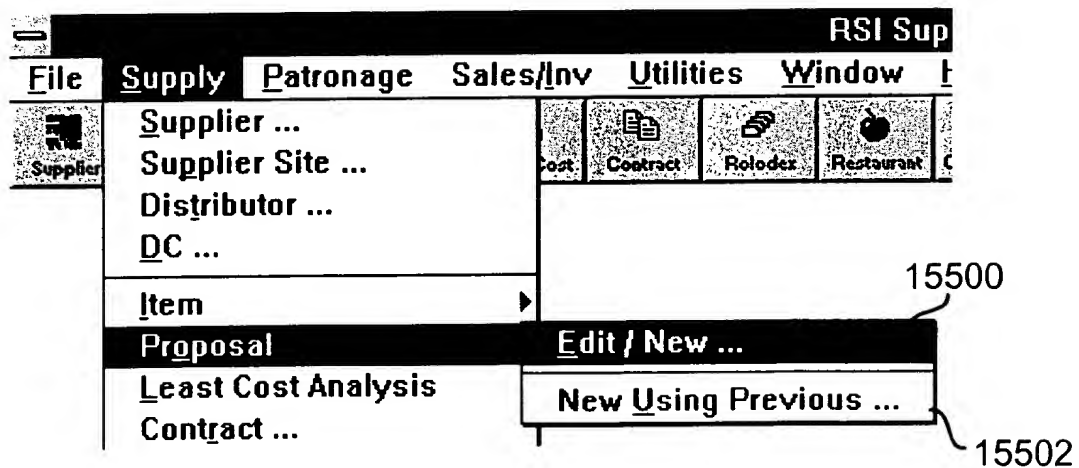 RSI Sup
File Supply Patronage Sales/Inv Utilities Window H
Supplier Cost Contract Rolodex Restaurant
Supplier ...
Supplier Site ...
Distributor ...
DC ...
Item
Proposal
Least Cost Analysis
Contract ...
15500
Edit / New ...
New Using Previous ...
15502